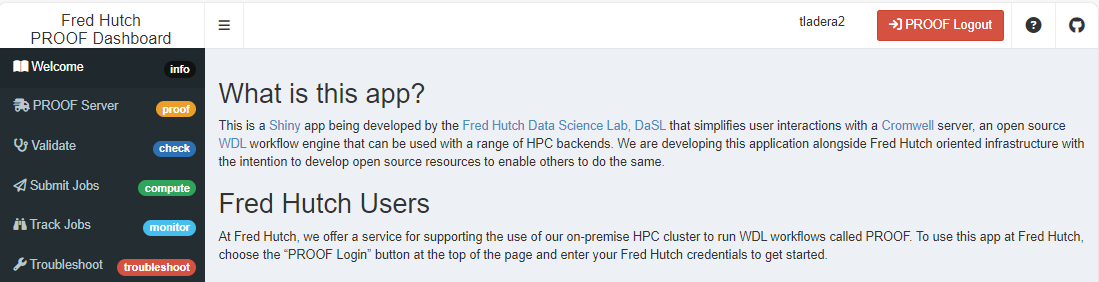 Fred Hutch
PROOF Dashboard
tladera2
PROOF Logout
Welcome
info
PROOF Server
proof
Validate
check
Submit Jobs
compute
Track Jobs
monitor
Troubleshoot
troubleshoot
What is this app?
This is a Shiny app being developed by the Fred Hutch Data Science Lab, DaSL that simplifies user interactions with a Cromwell server, an open source
WDL workflow engine that can be used with a range of HPC backends. We are developing this application alongside Fred Hutch oriented infrastructure with
the intention to develop open source resources to enable others to do the same.
Fred Hutch Users
At Fred Hutch, we offer a service for supporting the use of our on-premise HPC cluster to run WDL workflows called PROOF. To use this app at Fred Hutch,
choose the “PROOF Login” button at the top of the page and enter your Fred Hutch credentials to get started.